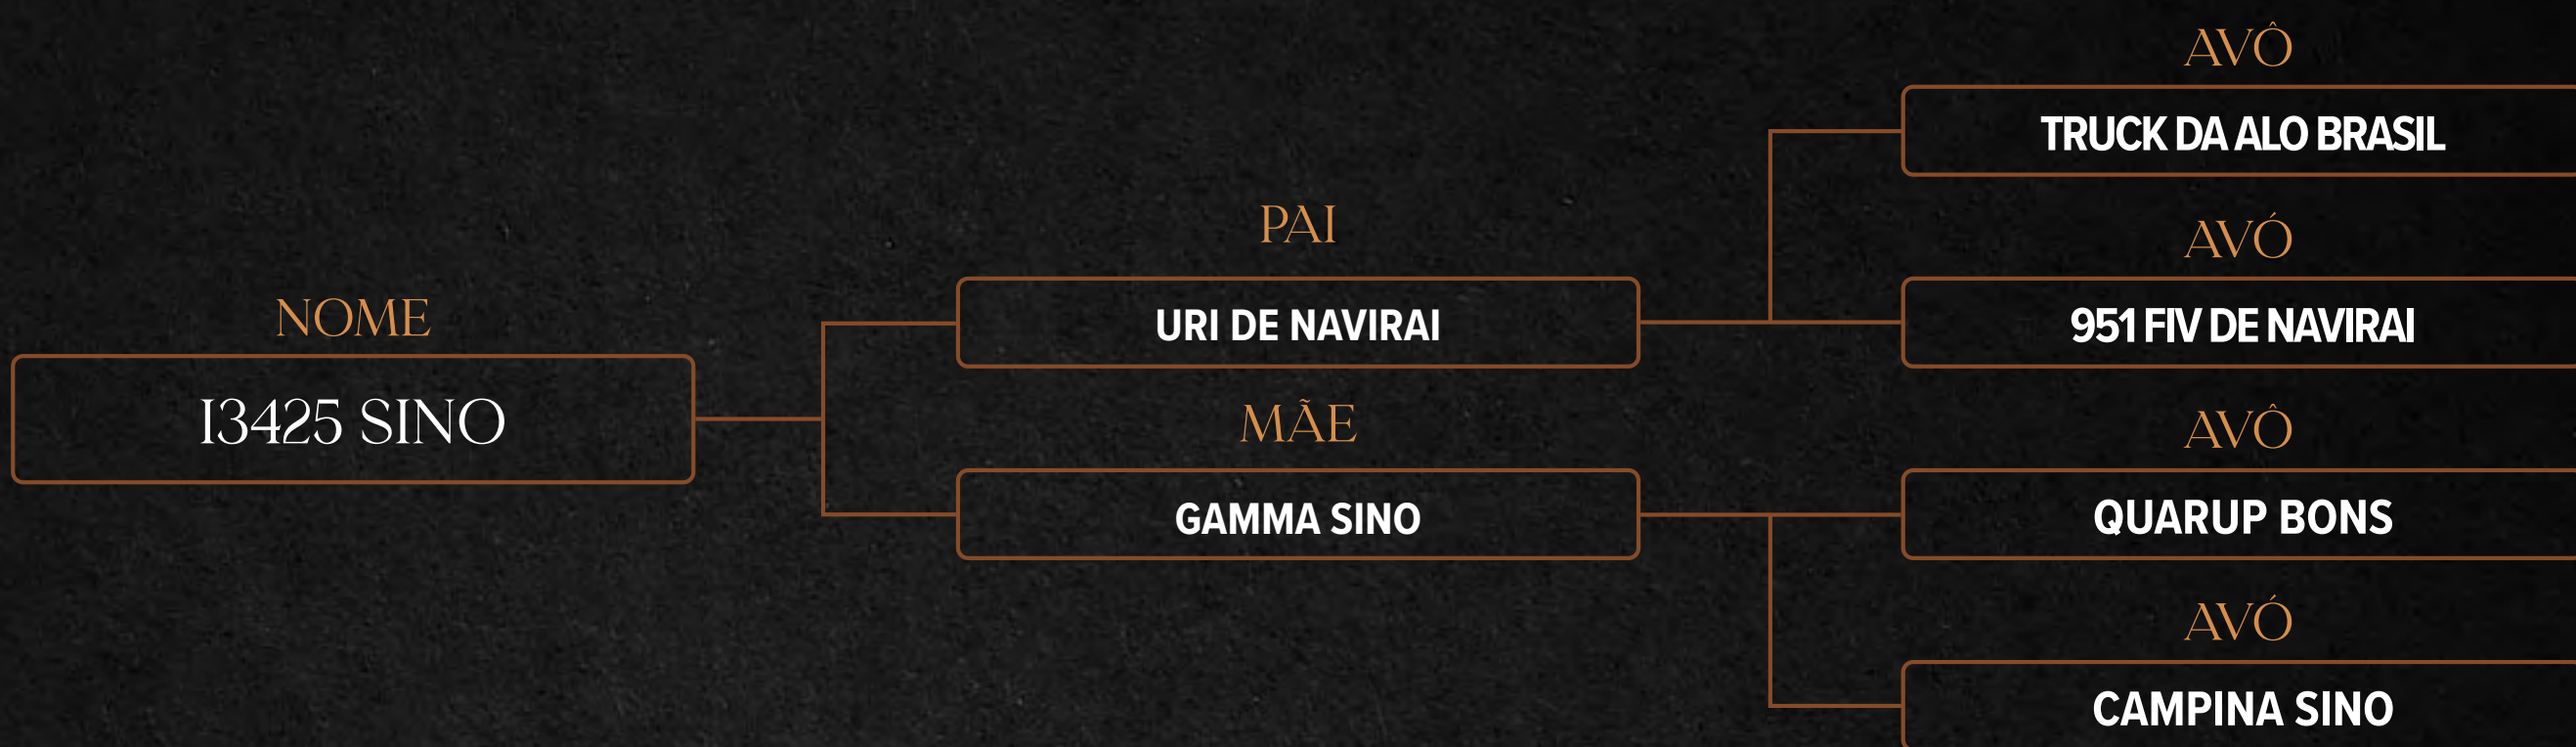 NOME
I3425 SINO
PAI
URI DE NAVIRAI
MÃE
GAMMA SINO
AVÔ
TRUCK DA ALO BRASIL
AVÓ
951 FIV DE NAVIRAI
AVÔ
QUARUP BONS
AVÓ
CAMPINA SINO